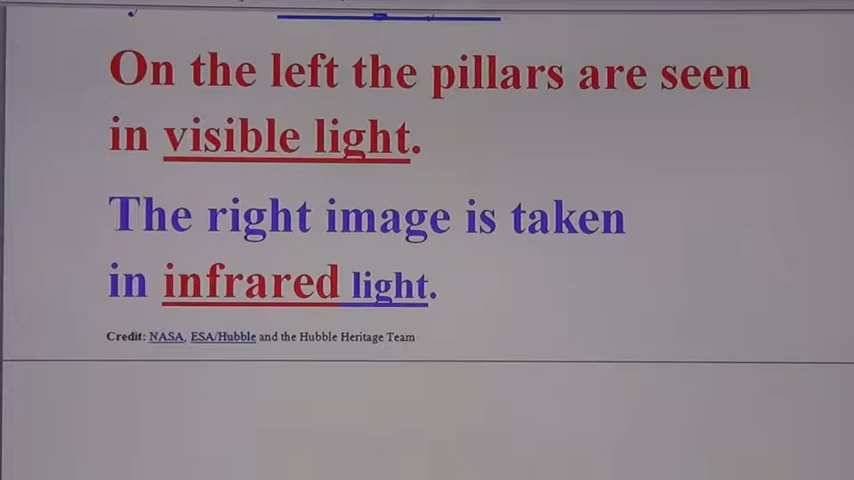 On the left the pillars are seen
in visible light.
The right image is taken
in infrared light.
Credit: NASA, ESA/Hubble and the Hubble Heritage Team